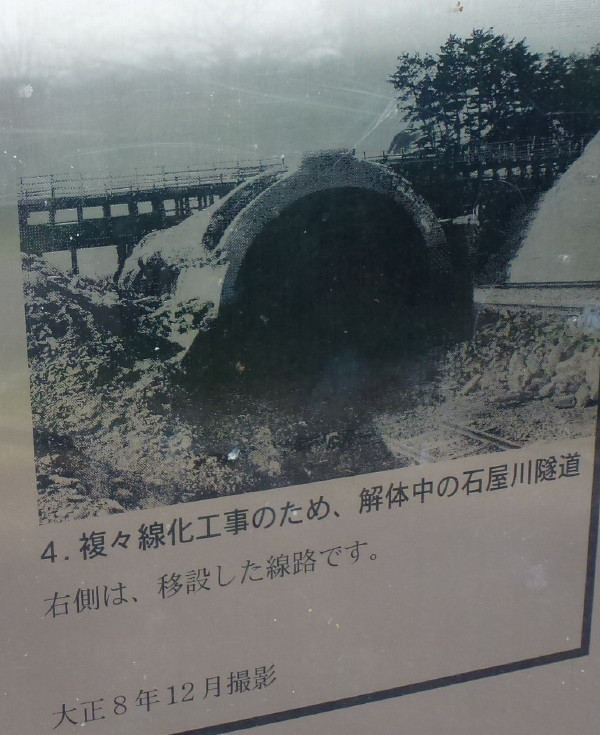 4.複々線化工事のため、解体中の石屋川隧道
右側は、移設した線路です。
大正8年12月撮影